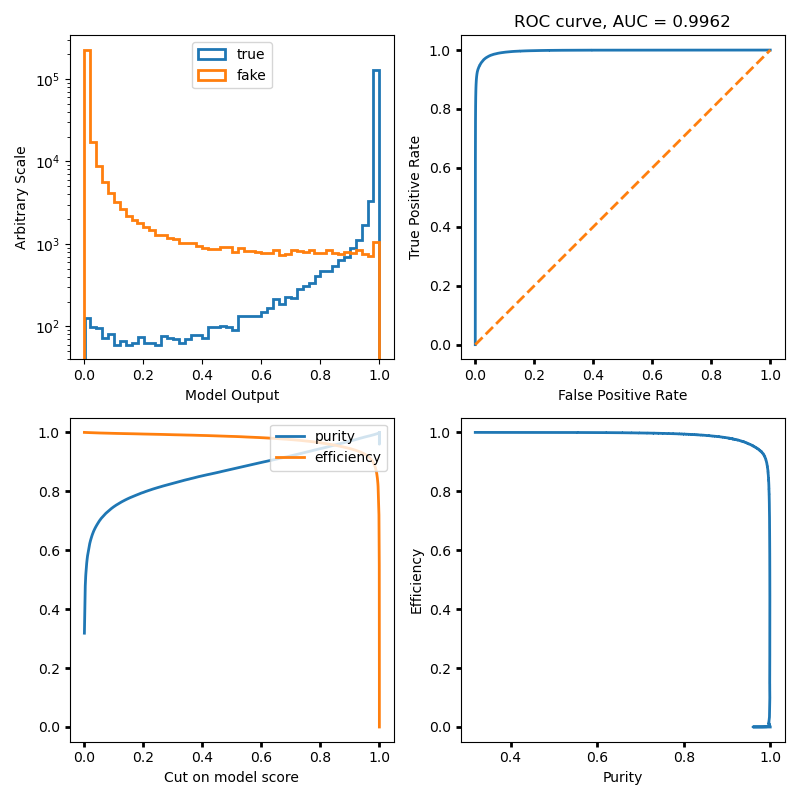 true
fake
10^5
10^4
10^3
10^2
Arbitrary Scale
0.0 0.2 0.4 0.6 0.8 1.0
Model Output
ROC curve, AUC = 0.9962
1.0
0.8
0.6
0.4
0.2
0.0
True Positive Rate
0.0 0.2 0.4 0.6 0.8 1.0
False Positive Rate
purity
efficiency
1.0
0.8
0.6
0.4
0.2
0.0
0.0 0.2 0.4 0.6 0.8 1.0
Cut on model score
1.0
0.8
0.6
0.4
0.2
0.0
Efficiency
0.4 0.6 0.8 1.0
Purity